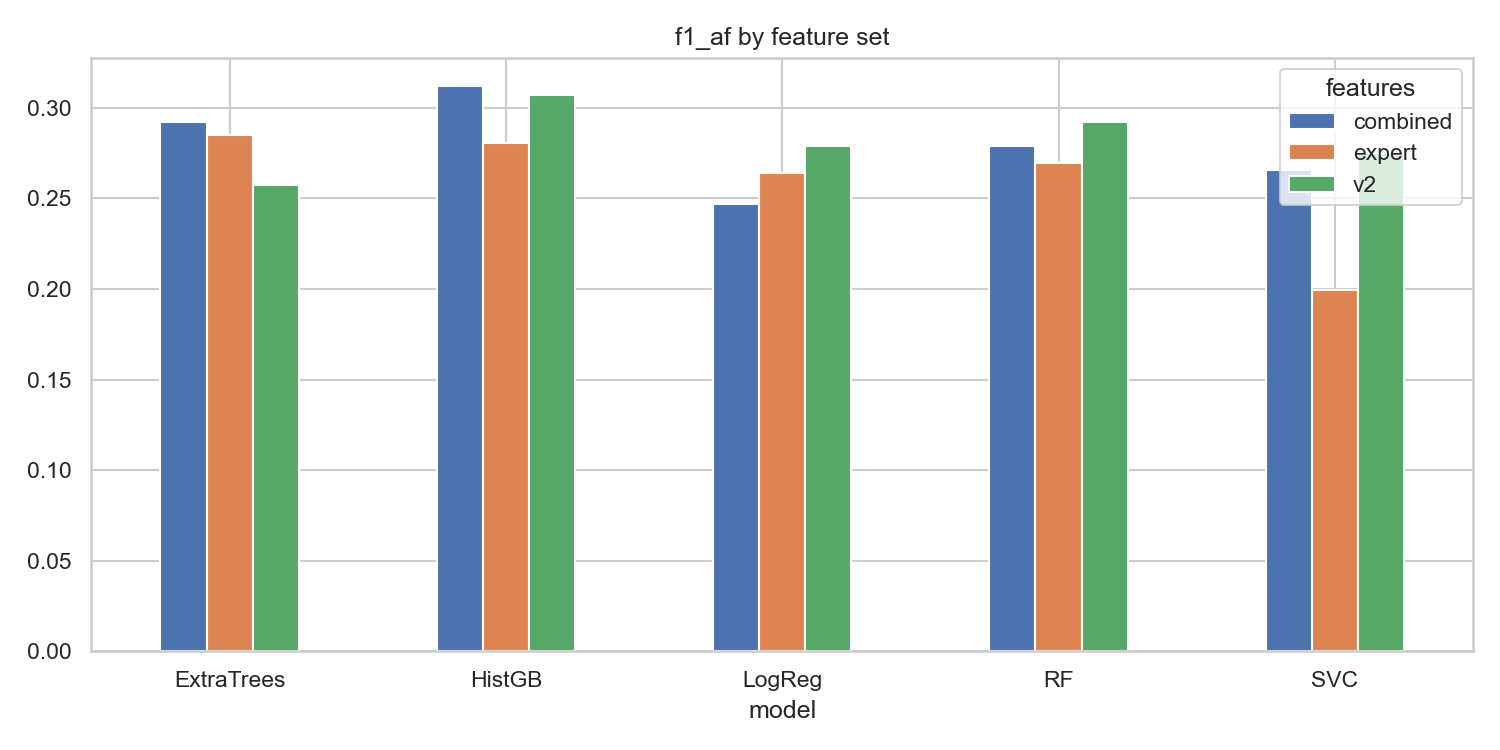 f1_af by feature set
features
combined
expert
v2
0.30
0.25
0.20
0.15
0.10
0.05
0.00
ExtraTrees HistGB LogReg RF SVC
model